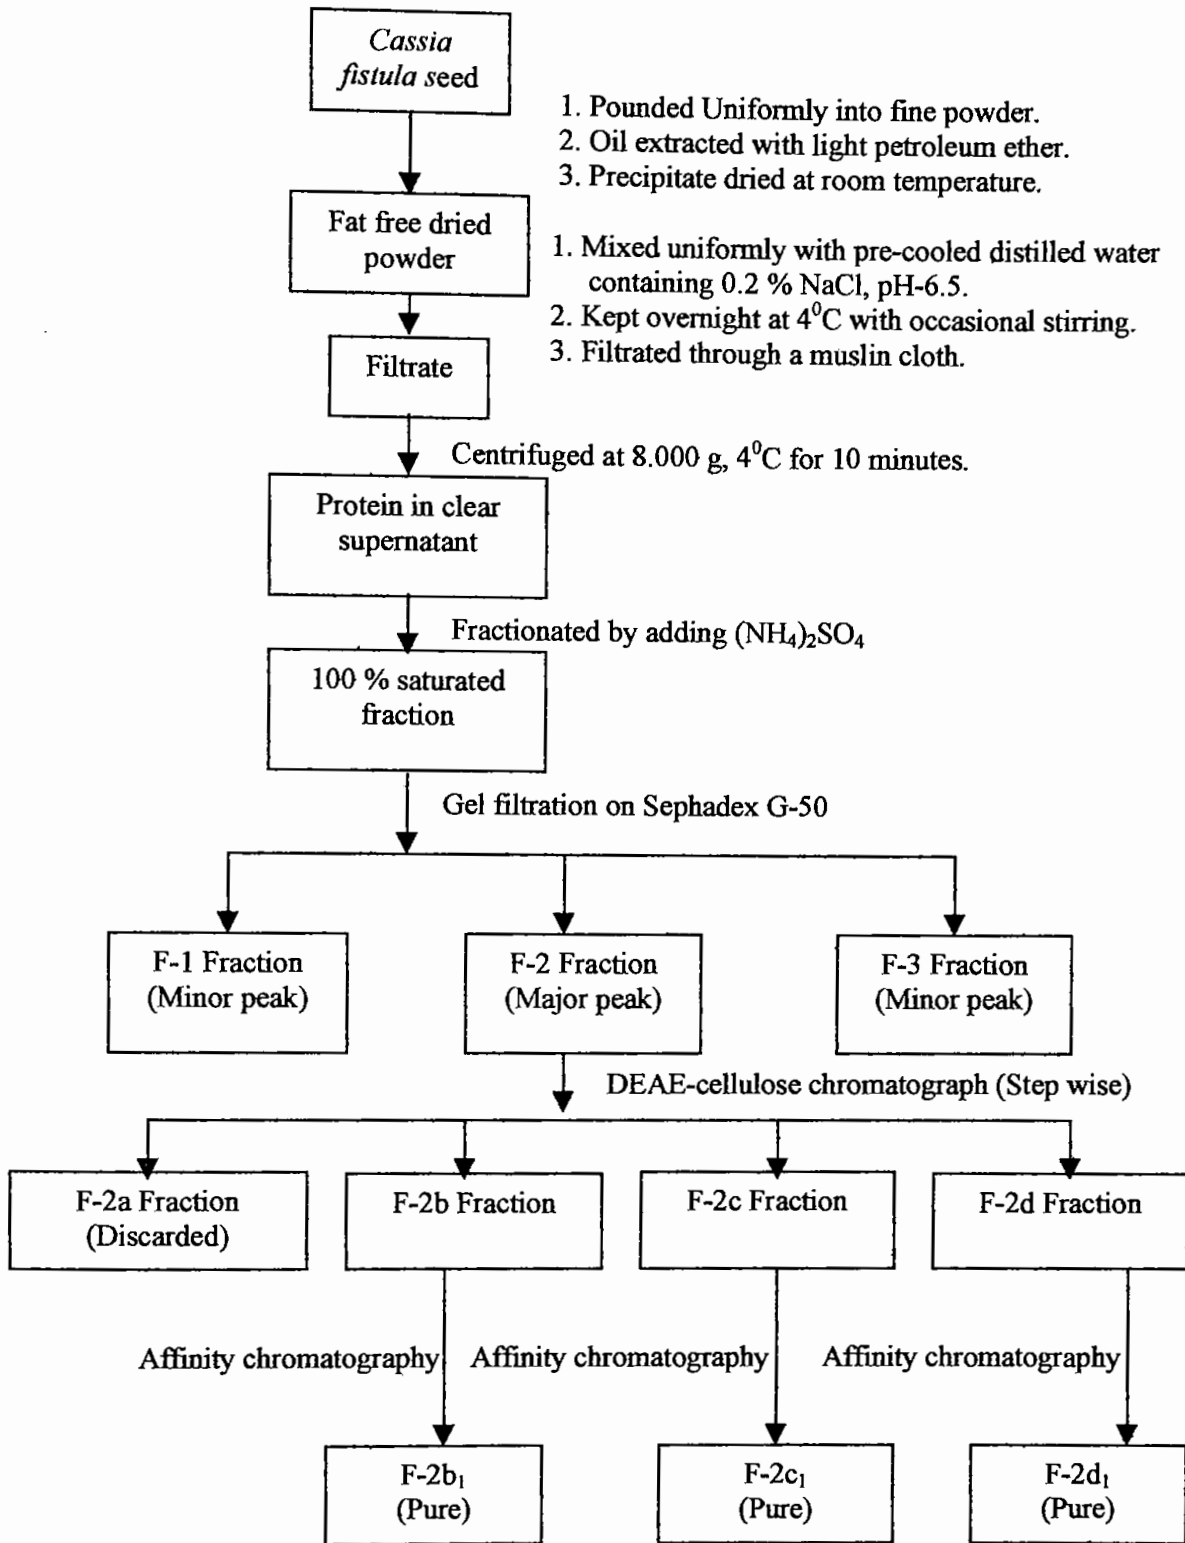 Cassia
fistula seed
1. Pounded Uniformly into fine powder.
2. Oil extracted with light petroleum ether.
3. Precipitate dried at room temperature.
Fat free dried
powder
1. Mixed uniformly with pre-cooled distilled water
containing 0.2 % NaCl, pH-6.5.
2. Kept overnight at 4⁰C with occasional stirring.
3. Filtrated through a muslin cloth.
Filtrate
Centrifuged at 8.000 g, 4⁰C for 10 minutes.
Protein in clear
supernatant
Fractionated by adding (NH₄)₂SO₄
100 % saturated
fraction
Gel filtration on Sephadex G-50
F-1 Fraction
(Minor peak)
F-2 Fraction
(Major peak)
F-3 Fraction
(Minor peak)
DEAE-cellulose chromatograph (Step wise)
F-2a Fraction
(Discarded)
F-2b Fraction
F-2c Fraction
F-2d Fraction
Affinity chromatography
Affinity chromatography
Affinity chromatography
F-2b₁
(Pure)
F-2c₁
(Pure)
F-2d₁
(Pure)